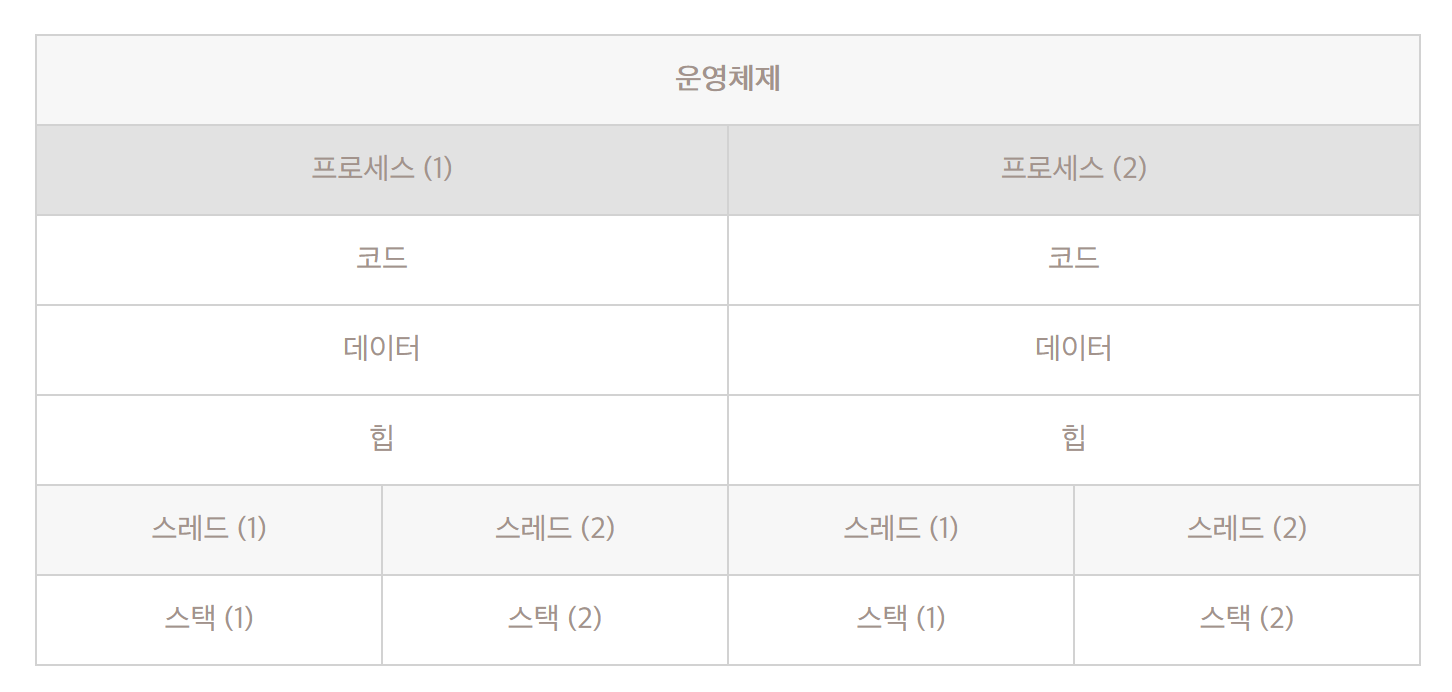 운영체제
프로세스 (1) 프로세스 (2)
코드 코드
데이터 데이터
힙 힙
스레드 (1) 스레드 (2) 스레드 (1) 스레드 (2)
스택 (1) 스택 (2) 스택 (1) 스택 (2)